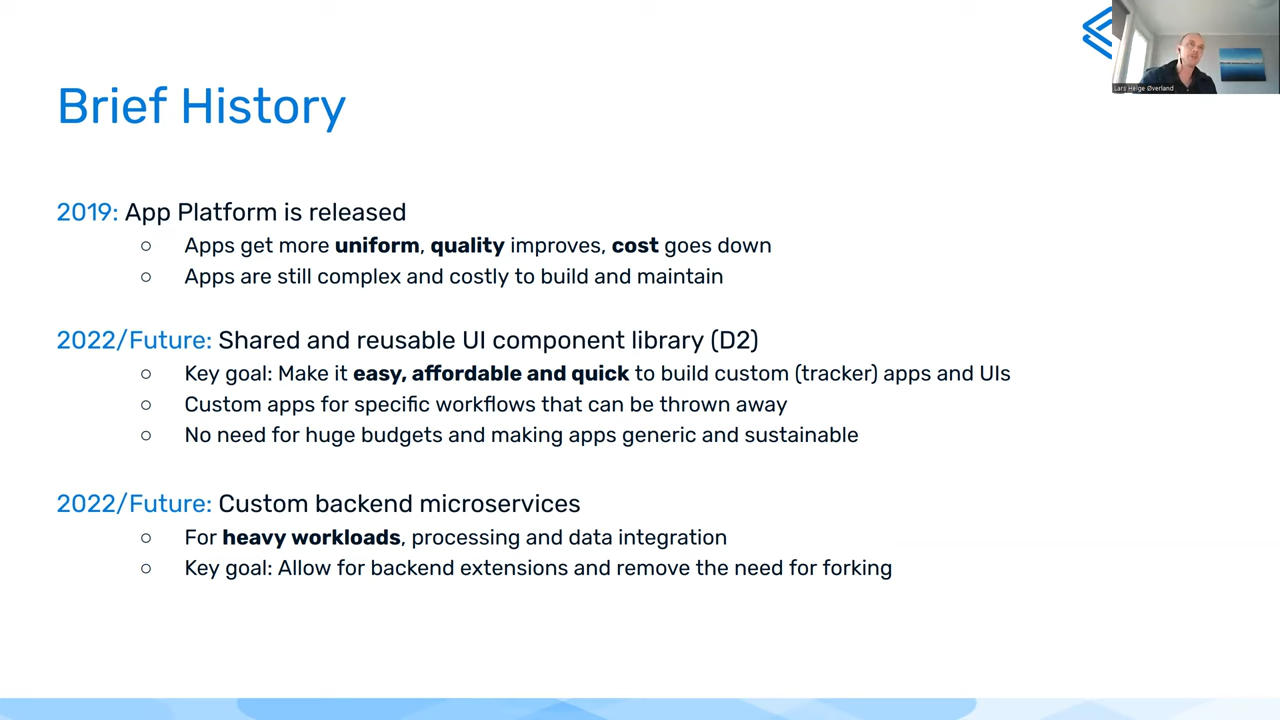 Lars Helge Øverland
Brief History
2019: App Platform is released
○ Apps get more uniform, quality improves, cost goes down
○ Apps are still complex and costly to build and maintain
2022/Future: Shared and reusable UI component library (D2)
○ Key goal: Make it easy, affordable and quick to build custom (tracker) apps and UIs
○ Custom apps for specific workflows that can be thrown away
○ No need for huge budgets and making apps generic and sustainable
2022/Future: Custom backend microservices
○ For heavy workloads, processing and data integration
○ Key goal: Allow for backend extensions and remove the need for forking